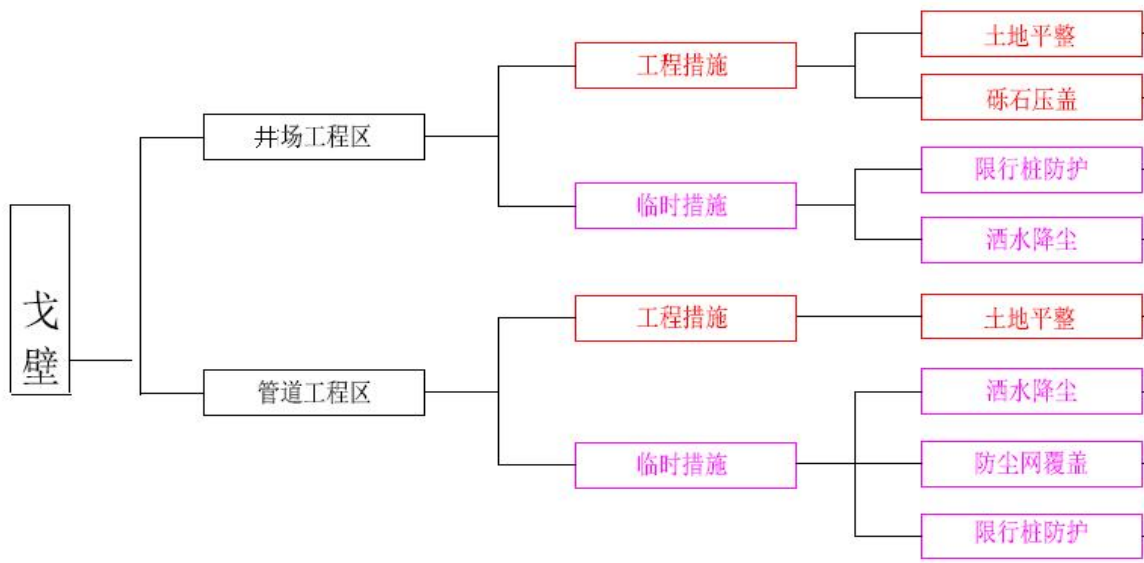 戈壁
井场工程区
工程措施
土地平整
砾石压盖
临时措施
限行桩防护
洒水降尘
管道工程区
工程措施
土地平整
临时措施
洒水降尘
防尘网覆盖
限行桩防护